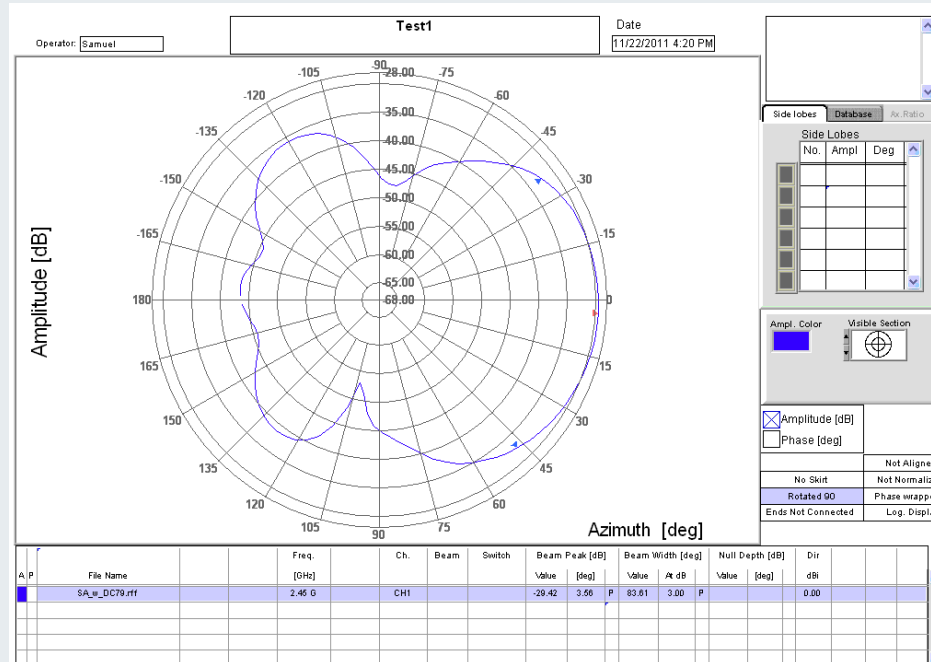 Test1
Operator: Samuel
Date
11/22/2011 4:20 PM
-90
-105 -75
-120 -60
-135 -45
-150 -30
-165 -15
180 0
165 15
150 30
135 45
120 60
105 75
90
-28.00
-35.00
-40.00
-45.00
-50.00
-55.00
-60.00
-65.00
-68.00
Amplitude [dB]
Azimuth [deg]
Side lobes Database Ax.Ratio
Side Lobes
No. Ampl Deg
Ampl. Color Visible Section
Amplitude [dB]
Phase [deg]
Not Aligne
No Skirt Not Normaliz
Rotated 90 Phase wrappe
Ends Not Connected Log. Displ
Freq. Ch. Beam Switch Beam Peak [dB] Beam Width [deg] Null Depth [dB] Dir
A P File Name [GHz] Value [deg] Value At dB Value [deg] dBi
SA_w_DC79.rff 2.45 G CH1 -29.42 3.56 P 83.61 3.00 P 0.00